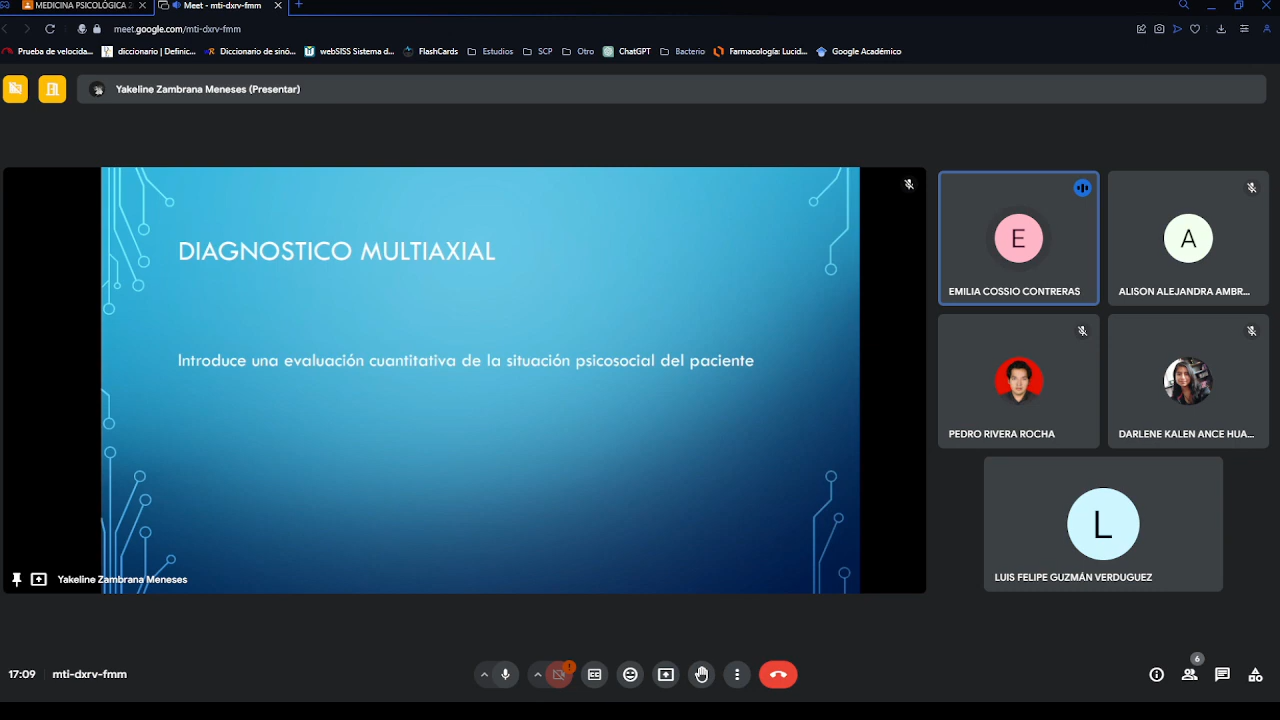 MEDICINA PSICOLÓGICA 2
Meet - mti-dxrv-fmm
meet.google.com/mti-dxrv-fmm
Prueba de velocida...
diccionario | Definic...
Diccionario de sinó...
webSISS Sistema d...
FlashCards
Estudios
SCP
Otro
ChatGPT
Bacterio
Farmacología: Lucid...
Google Académico
Yakeline Zambrana Meneses (Presentar)
DIAGNOSTICO MULTIAXIAL
Introduce una evaluación cuantitativa de la situación psicosocial del paciente
Yakeline Zambrana Meneses
E
EMILIA COSSIO CONTRERAS
A
ALISON ALEJANDRA AMBR...
PEDRO RIVERA ROCHA
DARLENE KALEN ANCE HUA...
L
LUIS FELIPE GUZMÁN VERDUGUEZ
17:09
mti-dxrv-fmm
6